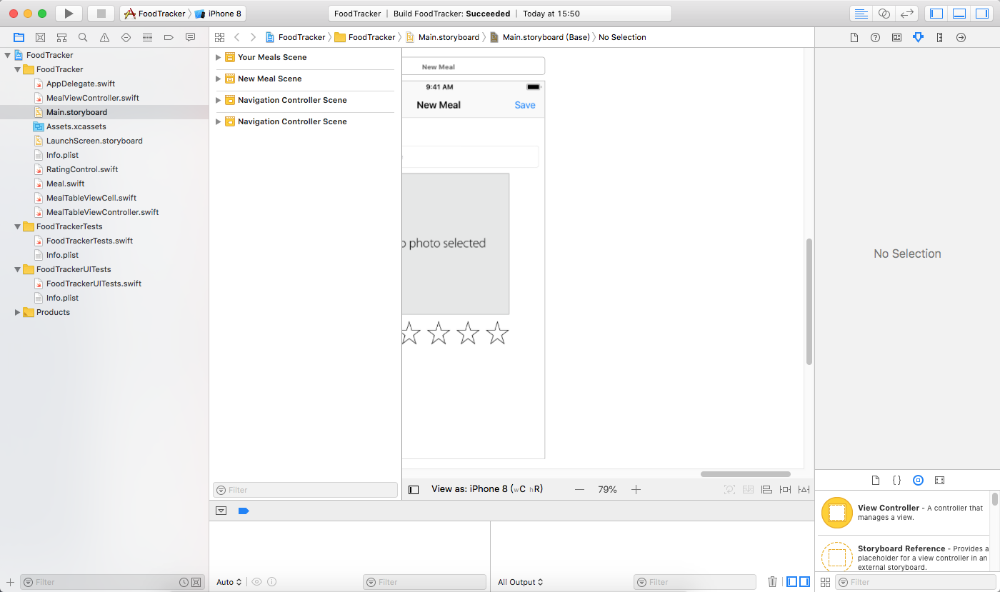 FoodTracker iPhone 8
FoodTracker | Build FoodTracker: Succeeded | Today at 15:50
FoodTracker FoodTracker Main.storyboard Main.storyboard (Base) No Selection
FoodTracker
FoodTracker
AppDelegate.swift
MealViewController.swift
Main.storyboard
Assets.xcassets
LaunchScreen.storyboard
Info.plist
RatingControl.swift
Meal.swift
MealTableViewCell.swift
MealTableViewController.swift
FoodTrackerTests
FoodTrackerTests.swift
Info.plist
FoodTrackerUITests
FoodTrackerUITests.swift
Info.plist
Products
Filter
Your Meals Scene
New Meal Scene
Navigation Controller Scene
Navigation Controller Scene
Filter
New Meal
9:41 AM
New Meal Save
o photo selected
View as: iPhone 8 (wC hR) — 79% +
Auto
Filter
All Output
Filter
No Selection
{}
View Controller - A controller that
manages a view.
Storyboard Reference - Provides a
placeholder for a view controller in an
external storyboard.
Filter